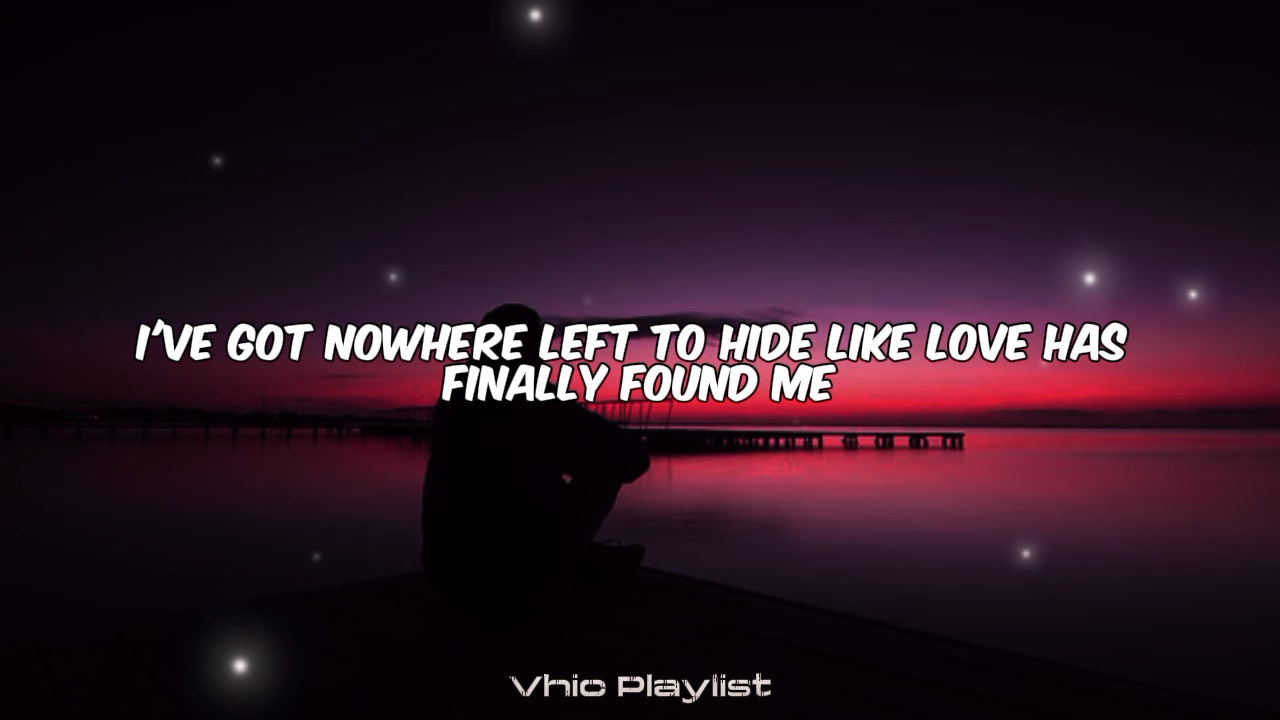 I'VE GOT NOWHERE LEFT TO HIDE LIKE LOVE HAS
FINALLY FOUND ME
Vhio Playlist